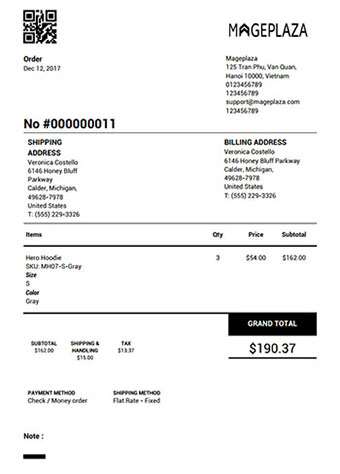 MAGEPLAZA
Order
Dec 12, 2017
Mageplaza
125 Tran Phu, Van Quan,
Hanoi 10000, Vietnam
0123456789
123456789
support@mageplaza.com
123456789
No #000000011
SHIPPING
ADDRESS
Veronica Costello
6146 Honey Bluff
Parkway
Calder, Michigan,
49628-7978
United States
T: (555) 229-3326
BILLING ADDRESS
Veronica Costello
6146 Honey Bluff Parkway
Calder, Michigan,
49628-7978
United States
T: (555) 229-3326
Items Qty Price Subtotal
Hero Hoodie 3 $54.00 $162.00
SKU: MH07-S-Gray
Size
S
Color
Gray
GRAND TOTAL
$190.37
SUBTOTAL
$162.00
SHIPPING &
HANDLING
$15.00
TAX
$13.37
PAYMENT METHOD
Check / Money order
SHIPPING METHOD
Flat Rate - Fixed
Note :